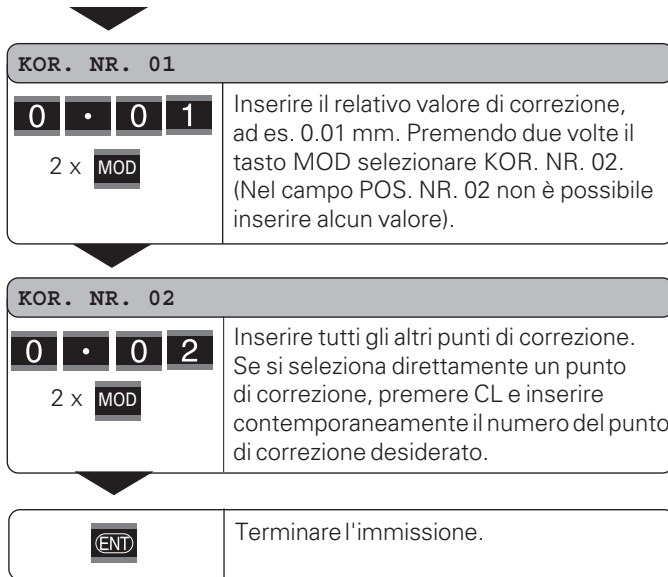 KOR. NR. 01
0 • 0 1
2 x MOD
Inserire il relativo valore di correzione,
ad es. 0.01 mm. Premendo due volte il
tasto MOD selezionare KOR. NR. 02.
(Nel campo POS. NR. 02 non è possibile
inserire alcun valore).
KOR. NR. 02
0 • 0 2
2 x MOD
Inserire tutti gli altri punti di correzione.
Se si seleziona direttamente un punto
di correzione, premere CL e inserire
contemporaneamente il numero del punto
di correzione desiderato.
ENT
Terminare l'immissione.